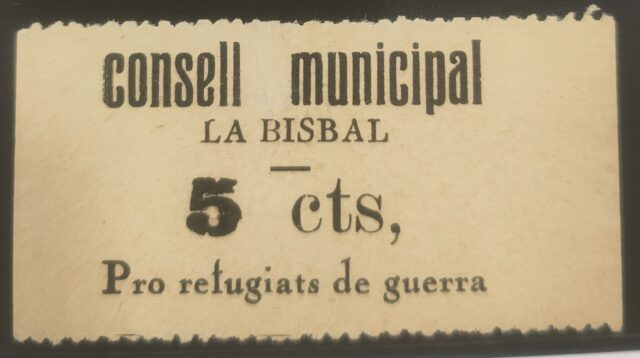 consell municipal
LA BISBAL
5 cts,
Pro refugiats de guerra